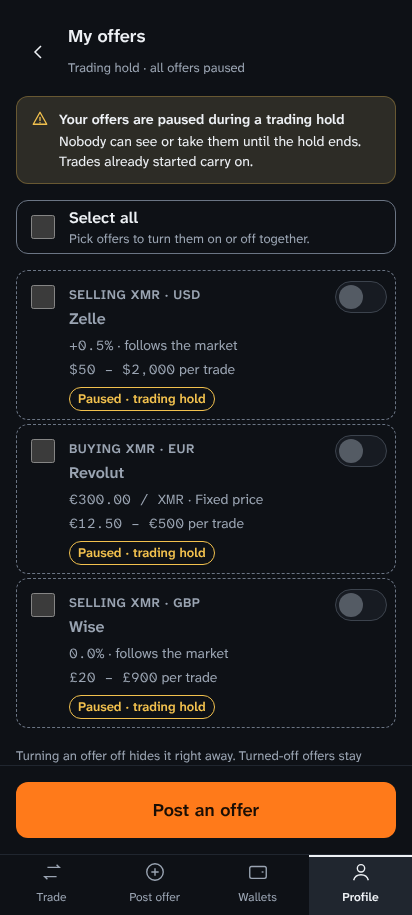 My offers
Trading hold · all offers paused
Your offers are paused during a trading hold
Nobody can see or take them until the hold ends.
Trades already started carry on.
Select all
Pick offers to turn them on or off together.
SELLING XMR · USD
Zelle
+0.5% · follows the market
$50 – $2,000 per trade
Paused · trading hold
BUYING XMR · EUR
Revolut
€300.00 / XMR · Fixed price
€12.50 – €500 per trade
Paused · trading hold
SELLING XMR · GBP
Wise
0.0% · follows the market
£20 – £900 per trade
Paused · trading hold
Turning an offer off hides it right away. Turned-off offers stay
Post an offer
Trade
Post offer
Wallets
Profile